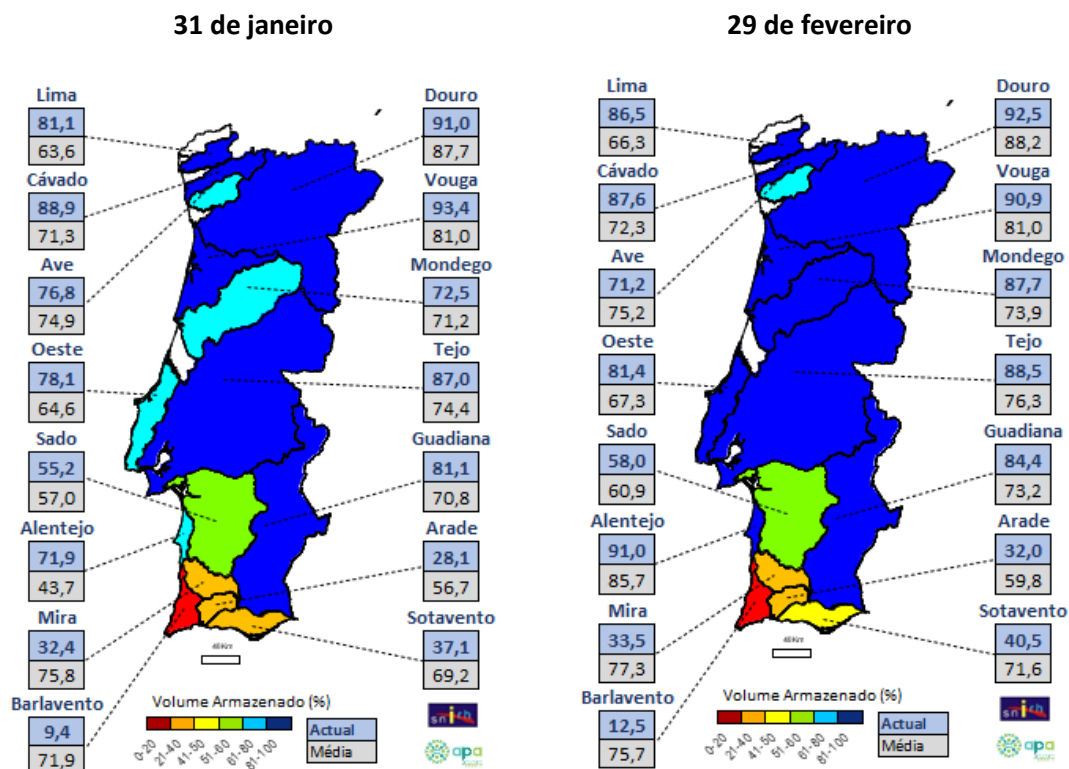 31 de janeiro
Lima
81,1
63,6
Douro
91,0
87,7
Cávado
88,9
71,3
Vouga
93,4
81,0
Ave
76,8
74,9
Mondego
72,5
71,2
Oeste
78,1
64,6
Tejo
87,0
74,4
Sado
55,2
57,0
Guadiana
81,1
70,8
Alentejo
71,9
43,7
Arade
28,1
56,7
Mira
32,4
75,8
Sotavento
37,1
69,2
Barlavento
9,4
71,9
40Km
Volume Armazenado (%)
0-20
21-40
41-50
51-60
61-80
81-100
Actual
Média
snirh
apa
29 de fevereiro
Lima
86,5
66,3
Douro
92,5
88,2
Cávado
87,6
72,3
Vouga
90,9
81,0
Ave
71,2
75,2
Mondego
87,7
73,9
Oeste
81,4
67,3
Tejo
88,5
76,3
Sado
58,0
60,9
Guadiana
84,4
73,2
Alentejo
91,0
85,7
Arade
32,0
59,8
Mira
33,5
77,3
Sotavento
40,5
71,6
Barlavento
12,5
75,7
40Km
Volume Armazenado (%)
0-20
21-40
41-50
51-60
61-80
81-100
Actual
Média
snirh
apa